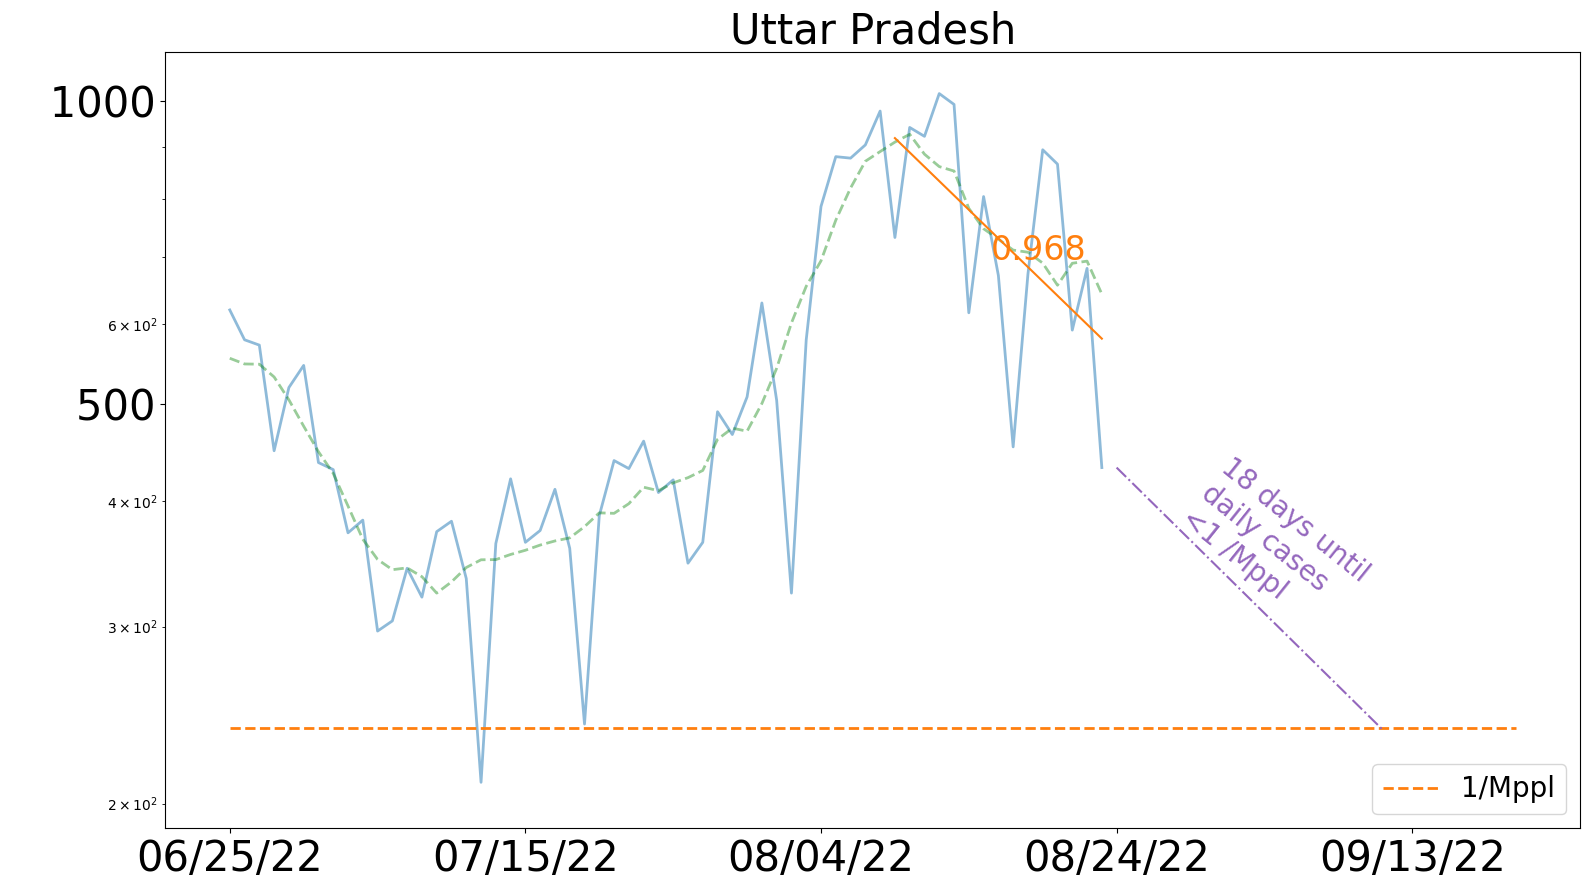 Uttar Pradesh
1000
0.968
6 × 10²
500
18 days until
daily cases
<1 /Mppl
4 × 10²
3 × 10²
1/Mppl
2 × 10²
06/25/22 07/15/22 08/04/22 08/24/22 09/13/22